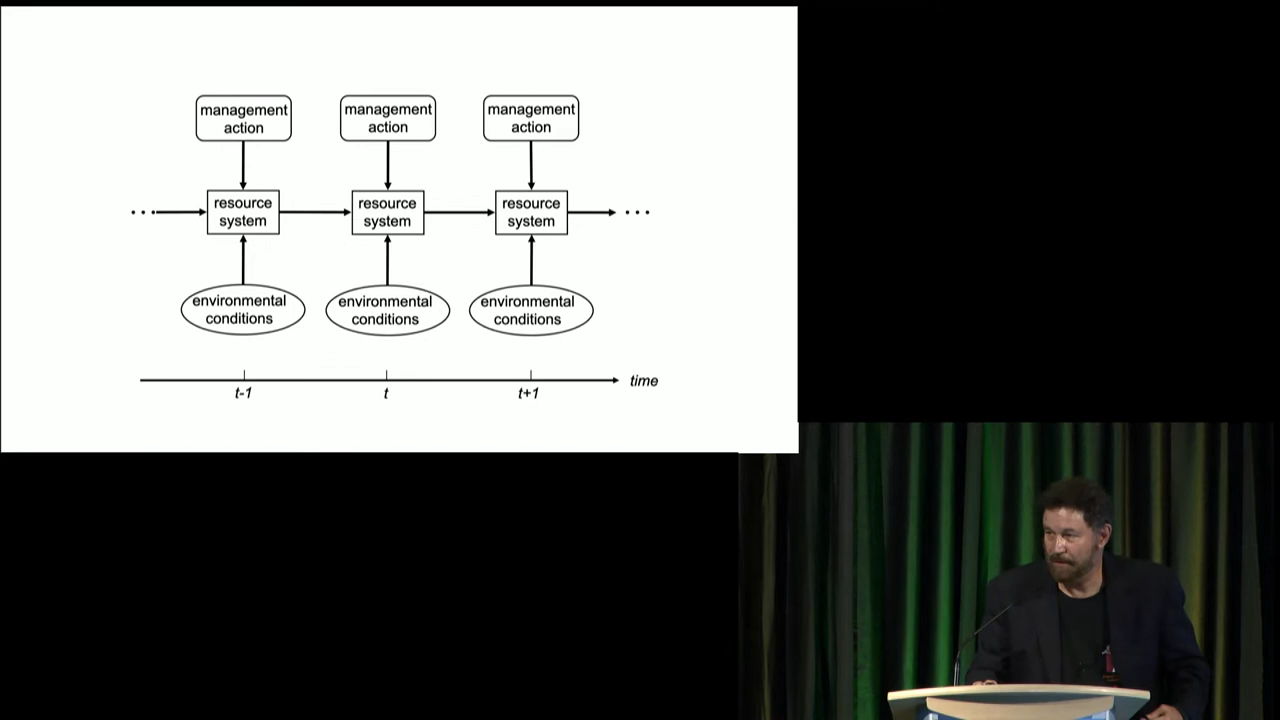 management
action
management
action
management
action
resource
system
resource
system
resource
system
environmental
conditions
environmental
conditions
environmental
conditions
time
t-1
t
t+1